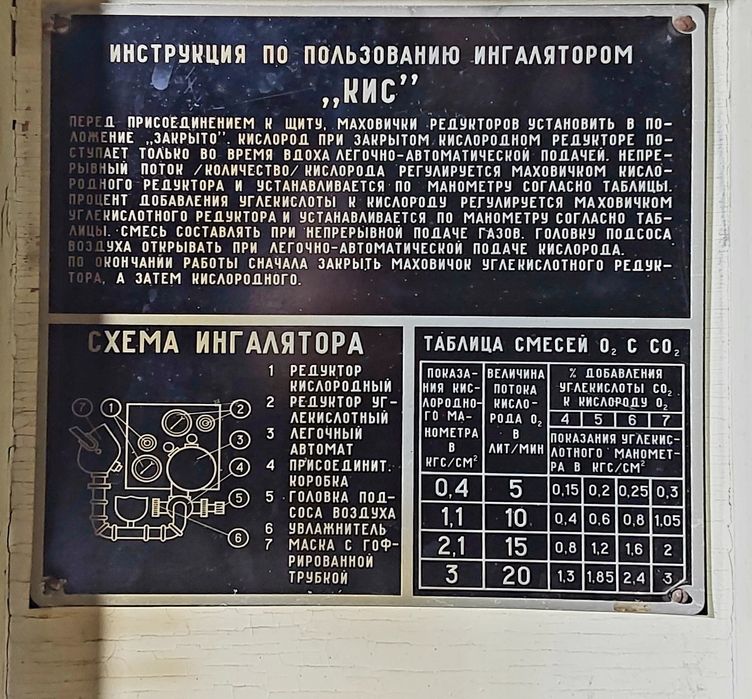 ИНСТРУКЦИЯ ПО ПОЛЬЗОВАНИЮ ИНГАЛЯТОРОМ
„КИС”
ПЕРЕД ПРИСОЕДИНЕНИЕМ К ЩИТУ, МАХОВИЧКИ РЕДУКТОРОВ УСТАНОВИТЬ В ПО-
ЛОЖЕНИЕ „ЗАКРЫТО”. КИСЛОРОД ПРИ ЗАКРЫТОМ КИСЛОРОДНОМ РЕДУКТОРЕ ПО-
СТУПАЕТ ТОЛЬКО ВО ВРЕМЯ ВДОХА ЛЕГОЧНО-АВТОМАТИЧЕСКОЙ ПОДАЧЕЙ. НЕПРЕ-
РЫВНЫЙ ПОТОК /КОЛИЧЕСТВО/ КИСЛОРОДА РЕГУЛИРУЕТСЯ МАХОВИЧКОМ КИСЛО-
РОДНОГО РЕДУКТОРА И УСТАНАВЛИВАЕТСЯ ПО МАНОМЕТРУ СОГЛАСНО ТАБЛИЦЫ.
ПРОЦЕНТ ДОБАВЛЕНИЯ УГЛЕКИСЛОТЫ К КИСЛОРОДУ РЕГУЛИРУЕТСЯ МАХОВИЧКОМ
УГЛЕКИСЛОТНОГО РЕДУКТОРА И УСТАНАВЛИВАЕТСЯ ПО МАНОМЕТРУ СОГЛАСНО ТАБ-
ЛИЦЫ. СМЕСЬ СОСТАВЛЯТЬ ПРИ НЕПРЕРЫВНОЙ ПОДАЧЕ ГАЗОВ. ГОЛОВКУ ПОДСОСА
ВОЗДУХА ОТКРЫВАТЬ ПРИ ЛЕГОЧНО-АВТОМАТИЧЕСКОЙ ПОДАЧЕ КИСЛОРОДА.
ПО ОКОНЧАНИИ РАБОТЫ СНАЧАЛА ЗАКРЫТЬ МАХОВИЧОК УГЛЕКИСЛОТНОГО РЕДУК-
ТОРА, А ЗАТЕМ КИСЛОРОДНОГО.
СХЕМА ИНГАЛЯТОРА
7 1 2
3
4
5
6
1 РЕДУКТОР
КИСЛОРОДНЫЙ
2 РЕДУКТОР УГ-
ЛЕКИСЛОТНЫЙ
3 ЛЕГОЧНЫЙ
АВТОМАТ
4 ПРИСОЕДИНИТ.
КОРОБКА
5 ГОЛОВКА ПОД-
СОСА ВОЗДУХА
6 УВЛАЖНИТЕЛЬ
7 МАСКА С ГОФ-
РИРОВАННОЙ
ТРУБКОЙ
ТАБЛИЦА СМЕСЕЙ O₂ С CO₂
ПОКАЗА-
НИЯ КИС-
ЛОРОДНО-
ГО МА-
НОМЕТРА
В
КГС/СМ²
ВЕЛИЧИНА
ПОТОКА
КИСЛО-
РОДА O₂
В
ЛИТ/МИН
% ДОБАВЛЕНИЯ
УГЛЕКИСЛОТЫ CO₂
К КИСЛОРОДУ O₂
4 5 6 7
ПОКАЗАНИЯ УГЛЕКИС-
ЛОТНОГО МАНОМЕТ-
РА В КГС/СМ²
0,4 5 0,15 0,2 0,25 0,3
1,1 10 0,4 0,6 0,8 1,05
2,1 15 0,8 1,2 1,6 2
3 20 1,3 1,85 2,4 3